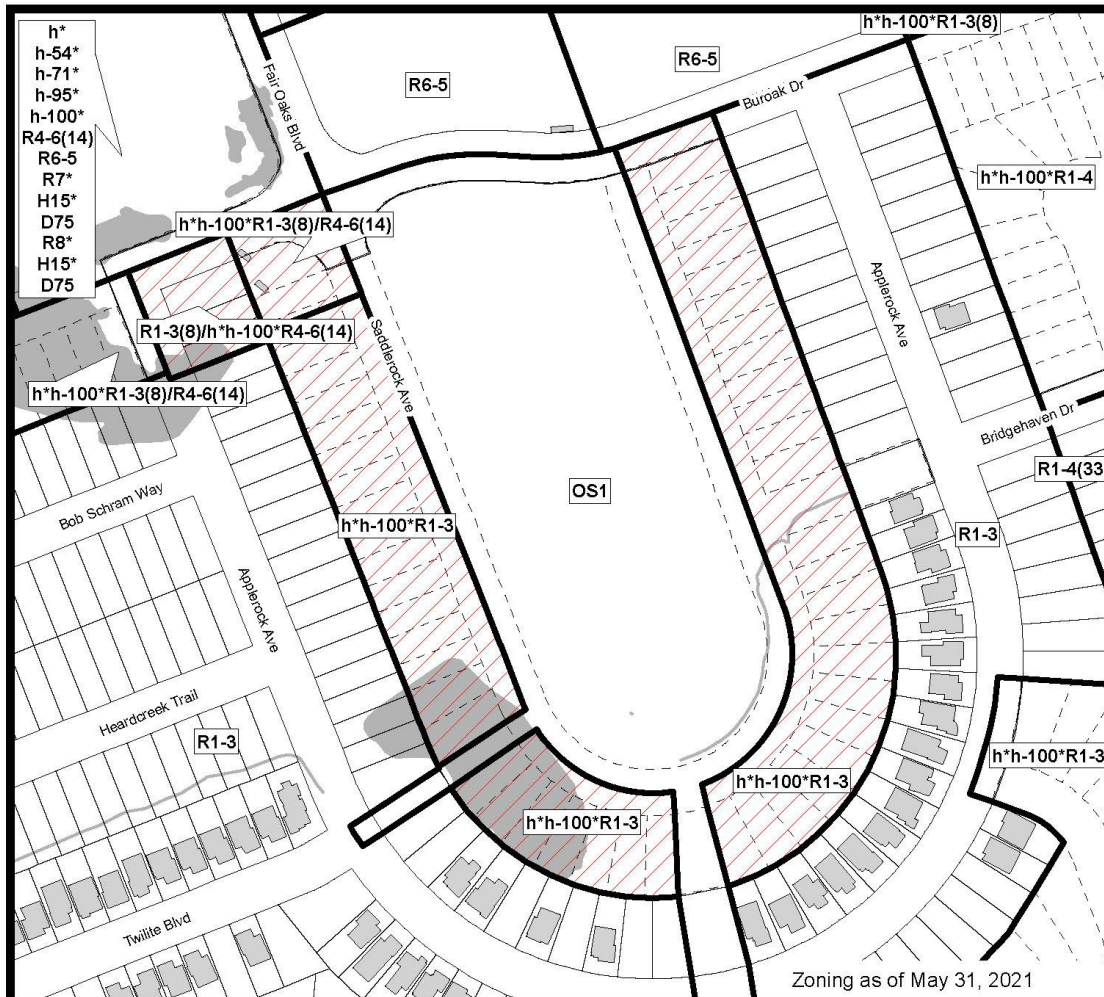 h*
h-54*
h-71*
h-95*
h-100*
R4-6(14)
R6-5
R7*
H15*
D75
R8*
H15*
D75
h*h-100*R1-3(8)
R6-5
R6-5
Fair Oaks Blvd
Buroak Dr
h*h-100*R1-4
h*h-100*R1-3(8)/R4-6(14)
R1-3(8)/h*h-100*R4-6(14)
h*h-100*R1-3(8)/R4-6(14)
Saddlerock Ave
Applerock Ave
Bridgehaven Dr
R1-4(33
OS1
Bob Schram Way
h*h-100*R1-3
R1-3
Applerock Ave
Heardcreek Trail
R1-3
h*h-100*R1-3
h*h-100*R1-3
h*h-100*R1-3
Twilite Blvd
Zoning as of May 31, 2021